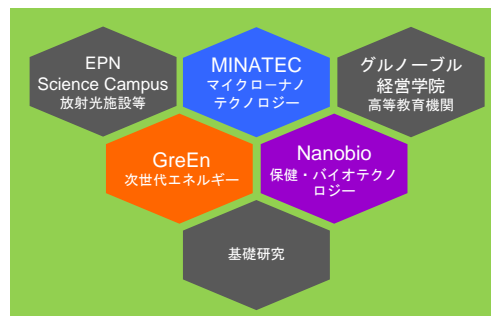 EPN
Science Campus
放射光施設等
MINATEC
マイクローナノ
テクノロジー
グルノーブル
経営学院
高等教育機関
GreEn
次世代エネルギー
Nanobio
保健・バイオテクノ
ロジー
基礎研究